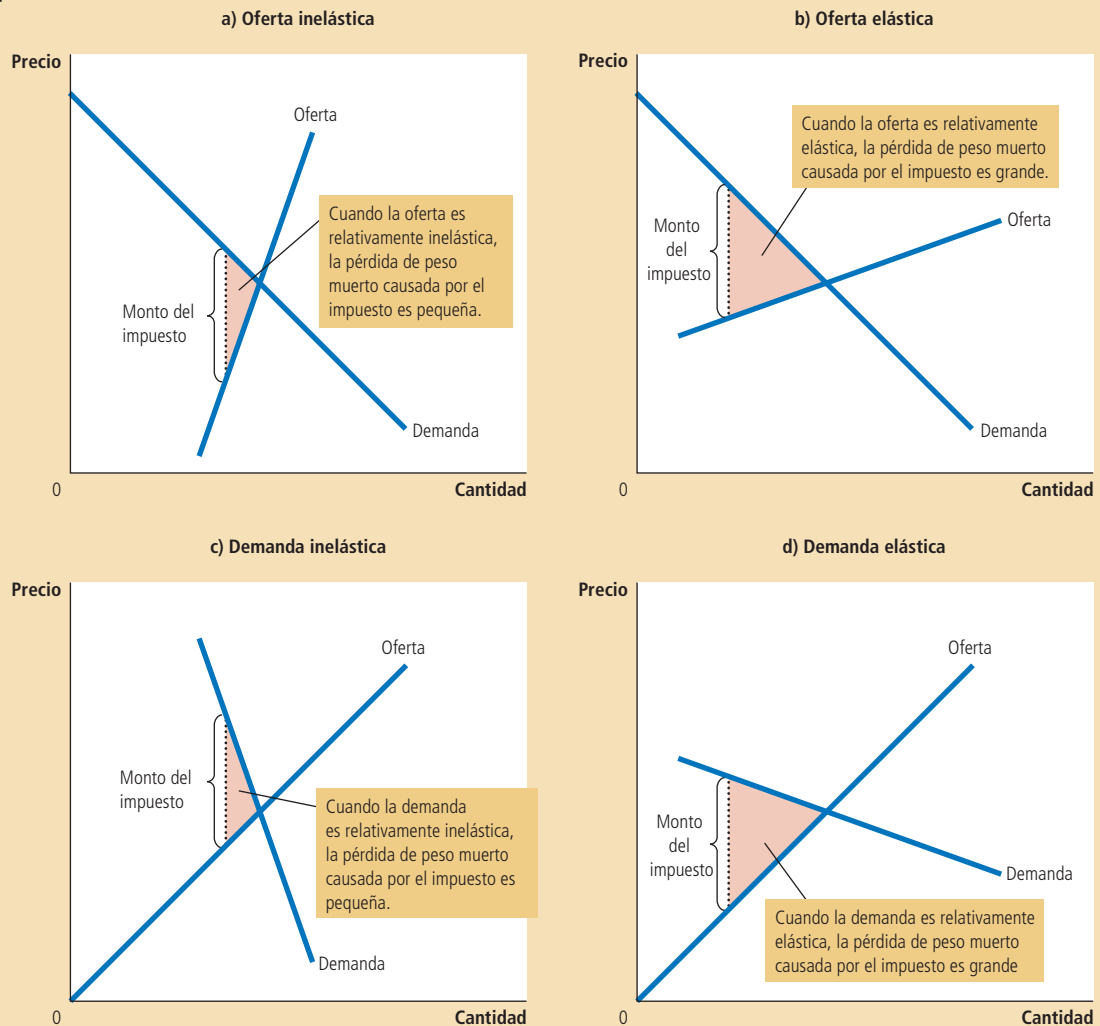 a) Oferta inelástica
Precio
Oferta
Cuando la oferta es
relativamente inelástica,
la pérdida de peso
muerto causada por el
impuesto es pequeña.
Monto del
impuesto
Demanda
0
Cantidad
b) Oferta elástica
Precio
Cuando la oferta es relativamente
elástica, la pérdida de peso muerto
causada por el impuesto es grande.
Monto
del
impuesto
Oferta
Demanda
0
Cantidad
c) Demanda inelástica
Precio
Oferta
Monto del
impuesto
Cuando la demanda
es relativamente inelástica,
la pérdida de peso muerto
causada por el impuesto es
pequeña.
Demanda
0
Cantidad
d) Demanda elástica
Precio
Oferta
Monto
del
impuesto
Demanda
Cuando la demanda es relativamente
elástica, la pérdida de peso muerto
causada por el impuesto es grande
0
Cantidad